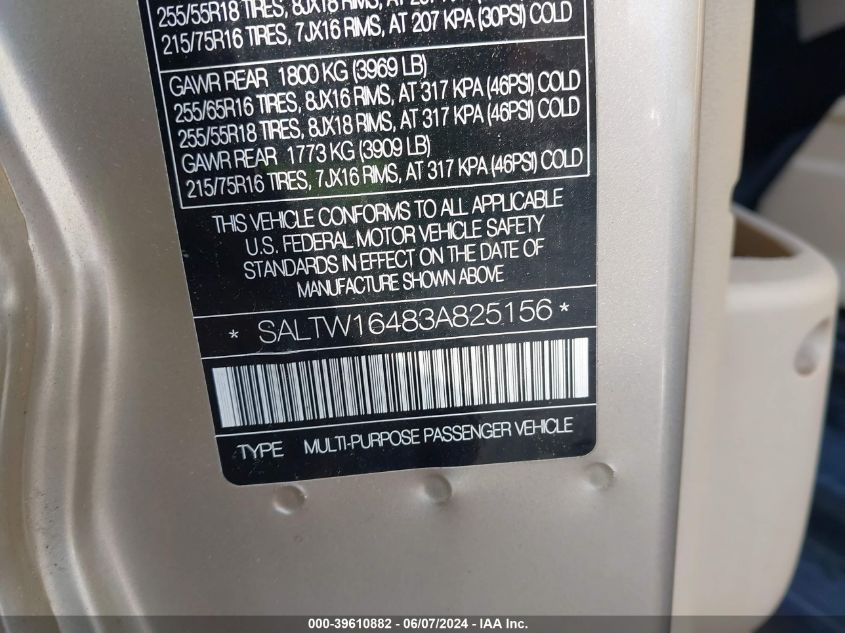 255/55R18 TIRES, 8JX18 RIMS, AT 207
215/75R16 TIRES, 7JX16 RIMS, AT 207 KPA (30PSI) COLD
GAWR REAR 1800 KG (3969 LB)
255/65R16 TIRES, 8JX16 RIMS, AT 317 KPA (46PSI) COLD
255/55R18 TIRES, 8JX18 RIMS, AT 317 KPA (46PSI) COLD
GAWR REAR 1773 KG (3909 LB)
215/75R16 TIRES, 7JX16 RIMS, AT 317 KPA (46PSI) COLD
THIS VEHICLE CONFORMS TO ALL APPLICABLE
U.S. FEDERAL MOTOR VEHICLE SAFETY
STANDARDS IN EFFECT ON THE DATE OF
MANUFACTURE SHOWN ABOVE
* SALTW16483A825156 *
TYPE MULTI-PURPOSE PASSENGER VEHICLE
000-39610882 - 06/07/2024 - IAA Inc.